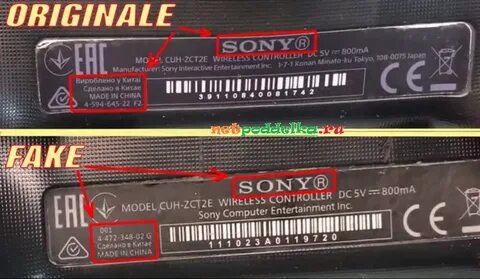 ORIGINALE
SONY®
EAC
MODEL CUH-ZCT2E WIRELESS CONTROLLER DC 5V 800mA
Manufacturer: Sony Interactive Entertainment Inc. 1-7-1 Konan Minato-ku Tokyo, 108-0075 Japan
Вироблено у Китаї
Сделано в Китае
MADE IN CHINA
4-594-645-22 F2
CE
39110840081742
netpoddelka.ru
FAKE
SONY®
EAC
MODEL CUH-ZCT2E WIRELESS CONTROLLER DC 5V 800mA
Sony Computer Entertainment Inc.
001
4-472-348-02 G
Сделано в Китае
MADE IN CHINA
CE
111023A0119720